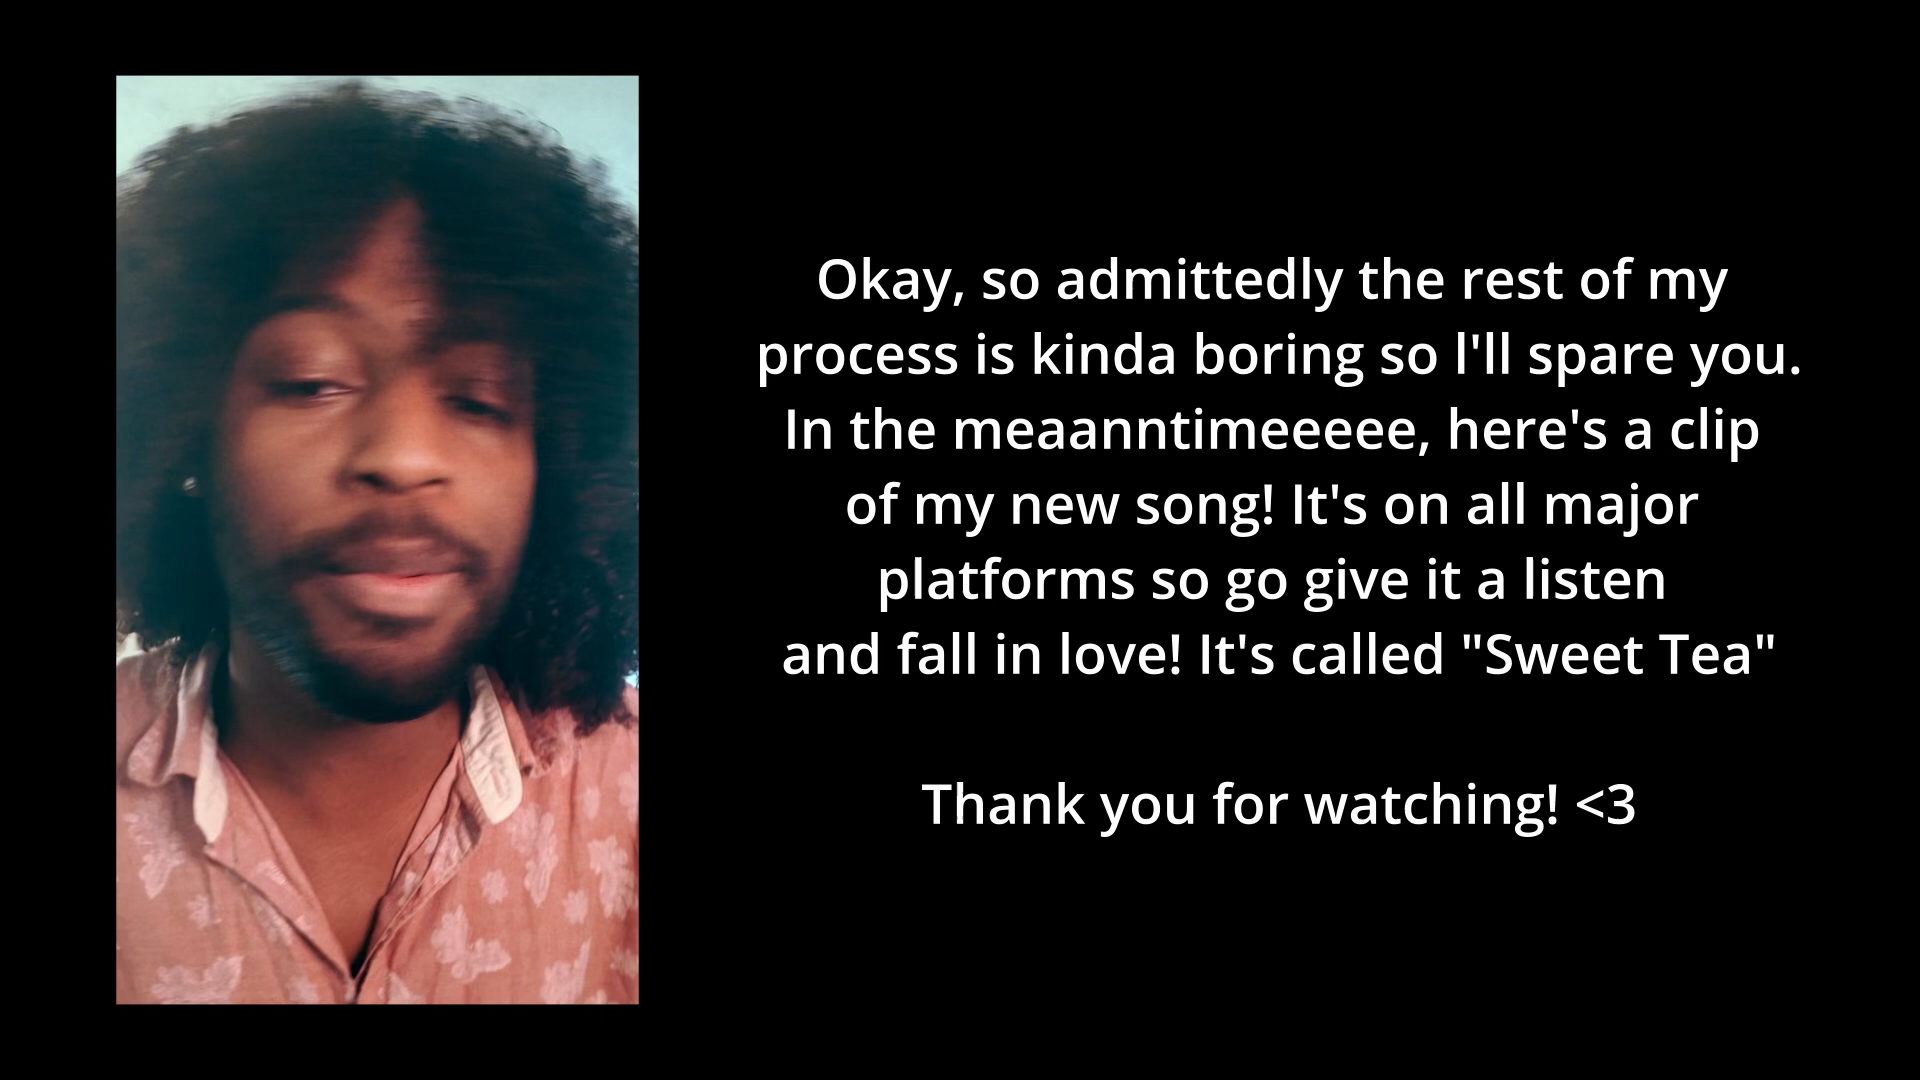 Okay, so admittedly the rest of my
process is kinda boring so I'll spare you.
In the meaanntimeeeee, here's a clip
of my new song! It's on all major
platforms so go give it a listen
and fall in love! It's called "Sweet Tea"
Thank you for watching! <3